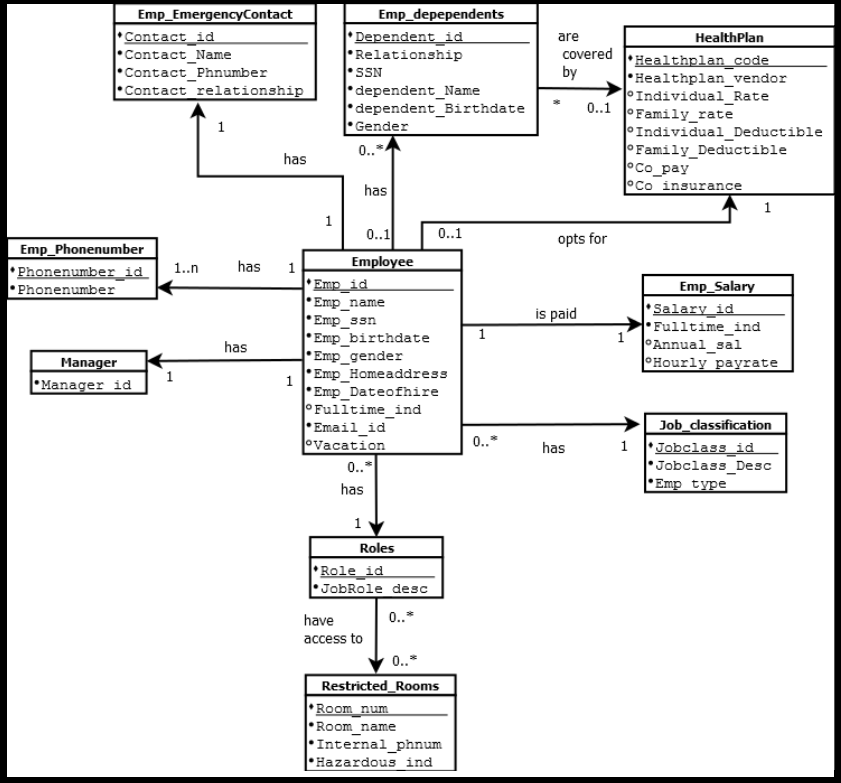 Emp_EmergencyContact
Contact_id
Contact_Name
Contact_Phnumber
Contact_relationship
Emp_depependents
Dependent_id
Relationship
SSN
dependent_Name
dependent_Birthdate
Gender
are
covered
by
*
0..1
HealthPlan
Healthplan_code
Healthplan_vendor
Individual_Rate
Family_rate
Individual_Deductible
Family_Deductible
Co_pay
Co_insurance
1
has
1
0..*
has
0..1
0..1
opts for
1
Emp_Phonenumber
Phonenumber_id
Phonenumber
1..n
has
1
Employee
Emp_id
Emp_name
Emp_ssn
Emp_birthdate
Emp_gender
Emp_Homeaddress
Emp_Dateofhire
Fulltime_ind
Email_id
Vacation
is paid
1
1
Emp_Salary
Salary_id
Fulltime_ind
Annual_sal
Hourly_payrate
Manager
Manager_id
has
1
1
0..*
has
1
Job_classification
Jobclass_id
Jobclass_Desc
Emp_type
0..*
has
1
Roles
Role_id
JobRole_desc
have
access to
0..*
0..*
Restricted_Rooms
Room_num
Room_name
Internal_phnum
Hazardous_ind